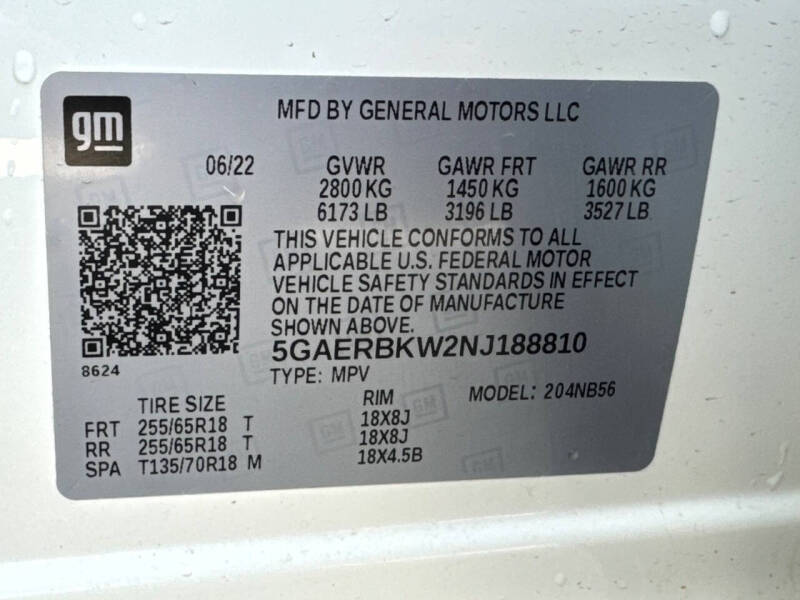 gm
MFD BY GENERAL MOTORS LLC
06/22 GVWR GAWR FRT GAWR RR
2800 KG 1450 KG 1600 KG
6173 LB 3196 LB 3527 LB
THIS VEHICLE CONFORMS TO ALL
APPLICABLE U.S. FEDERAL MOTOR
VEHICLE SAFETY STANDARDS IN EFFECT
ON THE DATE OF MANUFACTURE
SHOWN ABOVE.
5GAERBKW2NJ188810
8624
TYPE: MPV MODEL: 204NB56
TIRE SIZE RIM
FRT 255/65R18 T 18X8J
RR 255/65R18 T 18X8J
SPA T135/70R18 M 18X4.5B